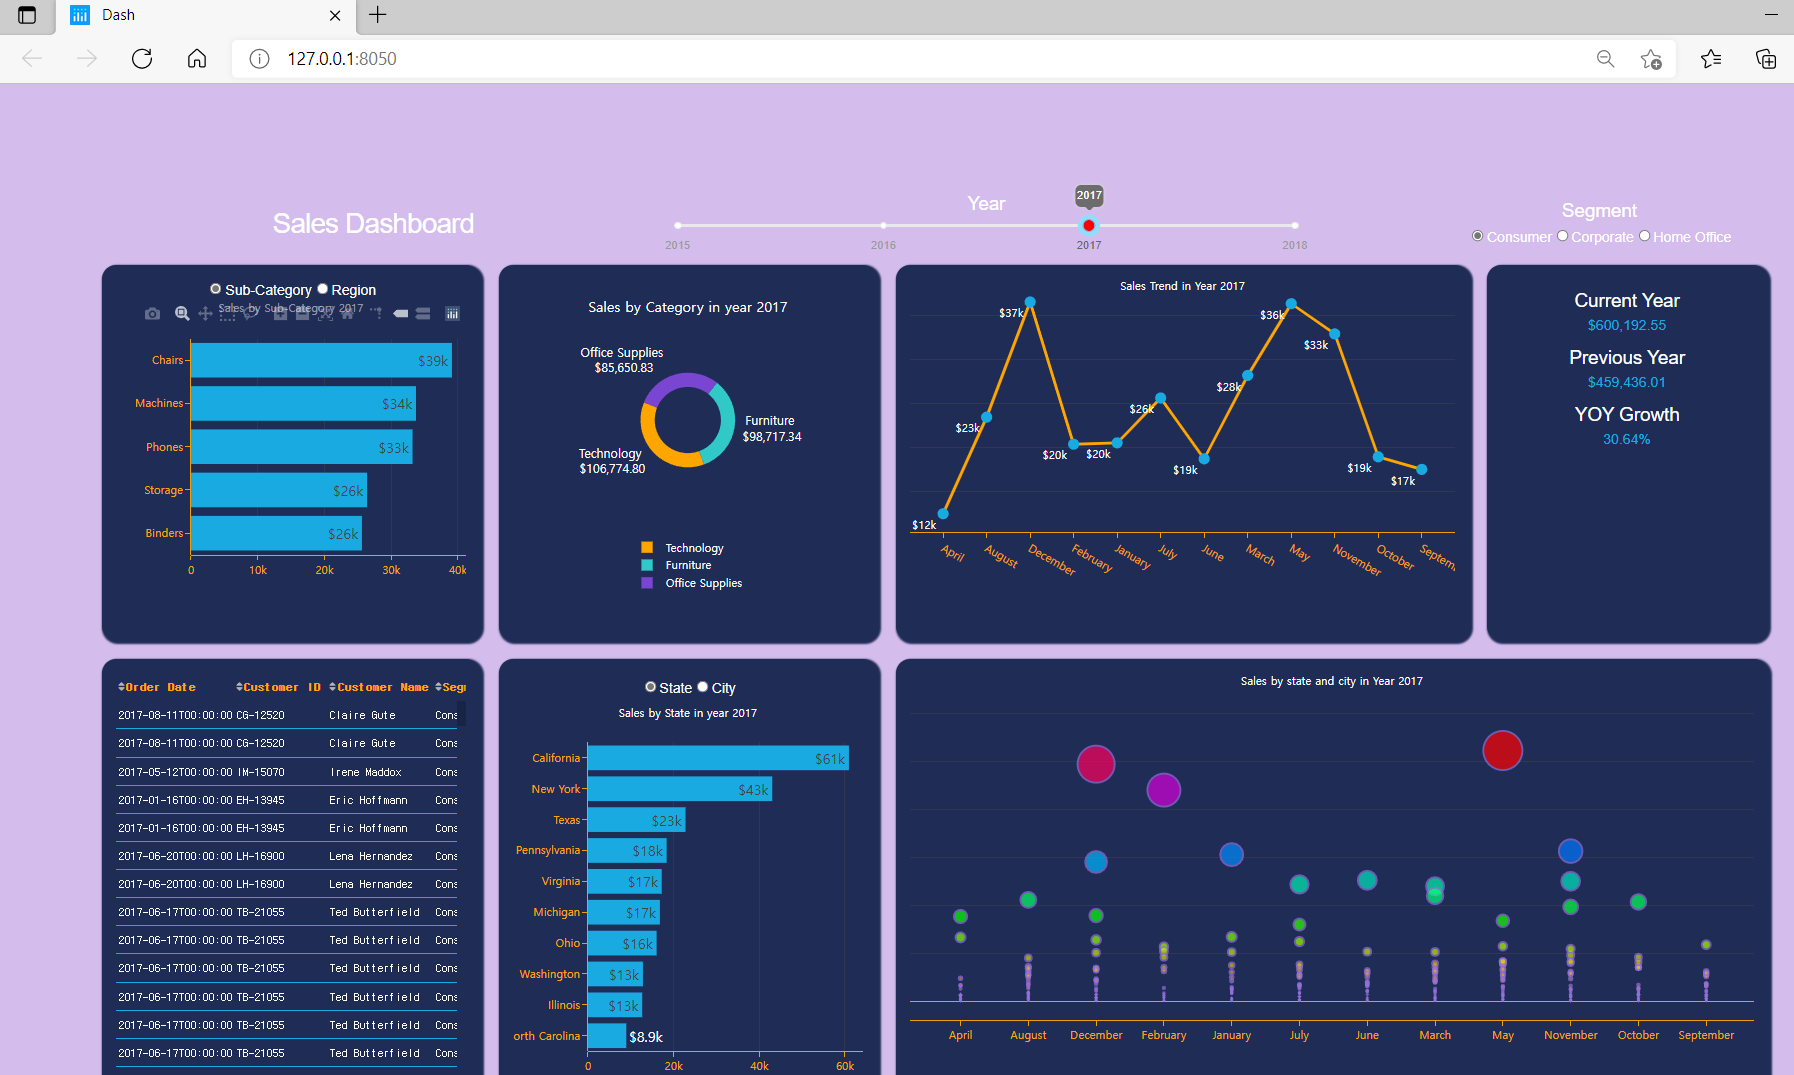 Dash
127.0.0.1:8050
Sales Dashboard
Year
2017
2015
2016
2017
2018
Segment
Consumer Corporate Home Office
Sub-Category Region
Sales by Sub-Category 2017
Chairs
$39k
Machines
$34k
Phones
$33k
Storage
$26k
Binders
$26k
0 10k 20k 30k 40k
Sales by Category in year 2017
Office Supplies
$85,650.83
Furniture
$98,717.34
Technology
$106,774.80
Technology
Furniture
Office Supplies
Sales Trend in Year 2017
$12k
$23k
$37k
$20k
$20k
$26k
$19k
$28k
$36k
$33k
$19k
$17k
April August December February January July June March May November October Septem
Current Year
$600,192.55
Previous Year
$459,436.01
YOY Growth
30.64%
Order Date Customer ID Customer Name Seg
2017-08-11T00:00:00 CG-12520 Claire Gute Cons
2017-08-11T00:00:00 CG-12520 Claire Gute Cons
2017-05-12T00:00:00 IM-15070 Irene Maddox Cons
2017-01-16T00:00:00 EH-13945 Eric Hoffmann Cons
2017-01-16T00:00:00 EH-13945 Eric Hoffmann Cons
2017-06-20T00:00:00 LH-16900 Lena Hernandez Cons
2017-06-20T00:00:00 LH-16900 Lena Hernandez Cons
2017-06-17T00:00:00 TB-21055 Ted Butterfield Cons
2017-06-17T00:00:00 TB-21055 Ted Butterfield Cons
2017-06-17T00:00:00 TB-21055 Ted Butterfield Cons
2017-06-17T00:00:00 TB-21055 Ted Butterfield Cons
2017-06-17T00:00:00 TB-21055 Ted Butterfield Cons
2017-06-17T00:00:00 TB-21055 Ted Butterfield Cons
State City
Sales by State in year 2017
California
$61k
New York
$43k
Texas
$23k
Pennsylvania
$18k
Virginia
$17k
Michigan
$17k
Ohio
$16k
Washington
$13k
Illinois
$13k
orth Carolina
$8.9k
0 20k 40k 60k
Sales by state and city in Year 2017
April August December February January July June March May November October September